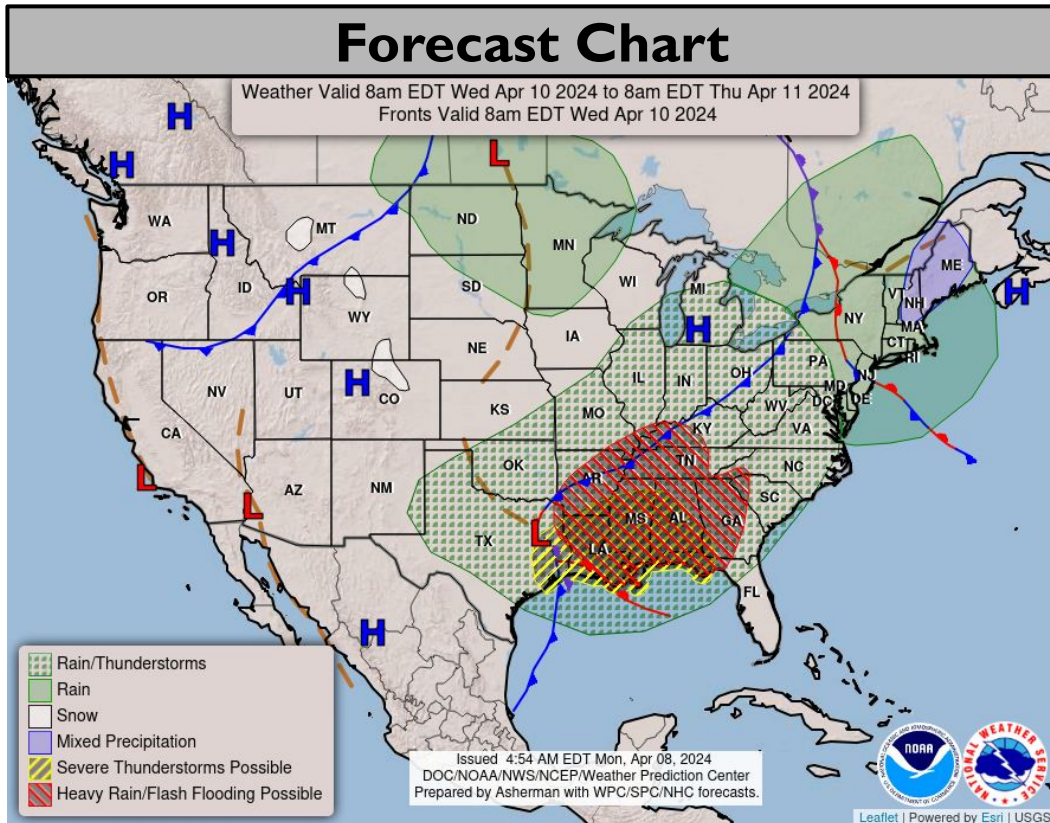 Forecast Chart
Weather Valid 8am EDT Wed Apr 10 2024 to 8am EDT Thu Apr 11 2024
Fronts Valid 8am EDT Wed Apr 10 2024
H
H
L
WA
MT
ND
MN
H
ME
OR
ID
H
WY
SD
WI
MI
VT
NH
H
NY
MA
CT
RI
H
NE
IA
PA
NJ
NV
UT
H
CO
IL
IN
OH
MD
DE
DC
KS
MO
WV
VA
CA
KY
OK
AR
TN
NC
L
L
AZ
NM
SC
TX
L
LA
MS
AL
GA
FL
H
Rain/Thunderstorms
Rain
Snow
Mixed Precipitation
Severe Thunderstorms Possible
Heavy Rain/Flash Flooding Possible
Issued 4:54 AM EDT Mon, Apr 08, 2024
DOC/NOAA/NWS/NCEP/Weather Prediction Center
Prepared by Asherman with WPC/SPC/NHC forecasts.
NOAA
NATIONAL WEATHER SERVICE
Leaflet | Powered by Esri | USGS